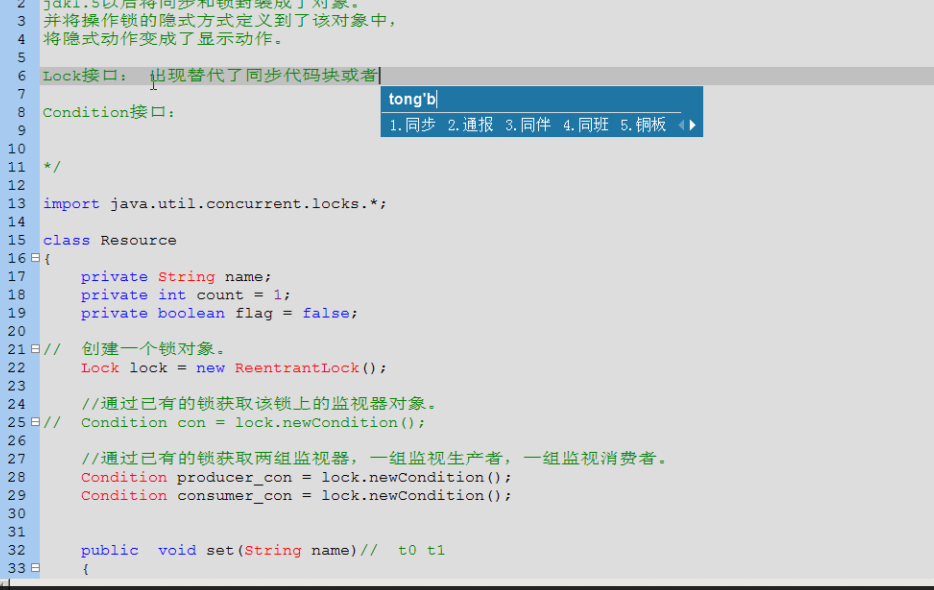 2 jdk1.5以后将同步和锁封装成了对象。
3 并将操作锁的隐式方式定义到了该对象中，
4 将隐式动作变成了显示动作。
5
6 Lock接口： 出现替代了同步代码块或者
tong'b
1.同步 2.通报 3.同伴 4.同班 5.铜板
7
8 Condition接口：
9
10
11 */
12
13 import java.util.concurrent.locks.*;
14
15 class Resource
16 {
17 private String name;
18 private int count = 1;
19 private boolean flag = false;
20
21 // 创建一个锁对象。
22 Lock lock = new ReentrantLock();
23
24 //通过已有的锁获取该锁上的监视器对象。
25 // Condition con = lock.newCondition();
26
27 //通过已有的锁获取两组监视器，一组监视生产者，一组监视消费者。
28 Condition producer_con = lock.newCondition();
29 Condition consumer_con = lock.newCondition();
30
31
32 public void set(String name)// t0 t1
33 {